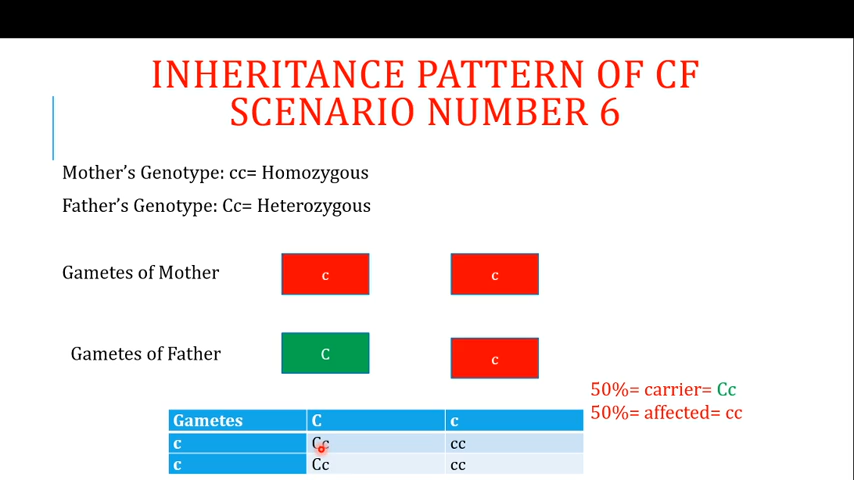 INHERITANCE PATTERN OF CF
SCENARIO NUMBER 6
Mother's Genotype: cc= Homozygous
Father's Genotype: Cc= Heterozygous
Gametes of Mother c c
Gametes of Father C c
50%= carrier= Cc
50%= affected= cc
Gametes C c
c Cc cc
c Cc cc